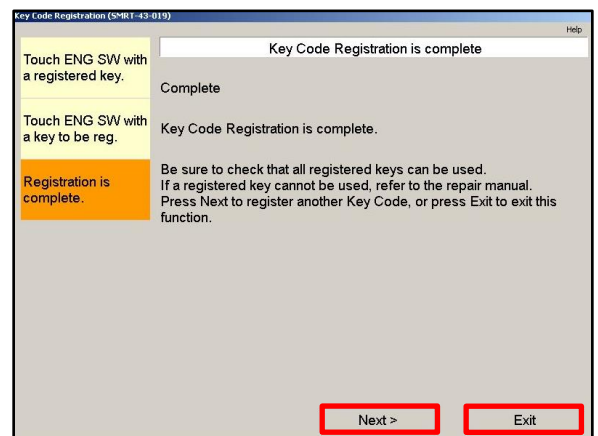 Key Code Registration (SMRT-43-019)
Help
Touch ENG SW with
a registered key.
Touch ENG SW with
a key to be reg.
Registration is
complete.
Key Code Registration is complete
Complete
Key Code Registration is complete.
Be sure to check that all registered keys can be used.
If a registered key cannot be used, refer to the repair manual.
Press Next to register another Key Code, or press Exit to exit this
function.
Next >
Exit